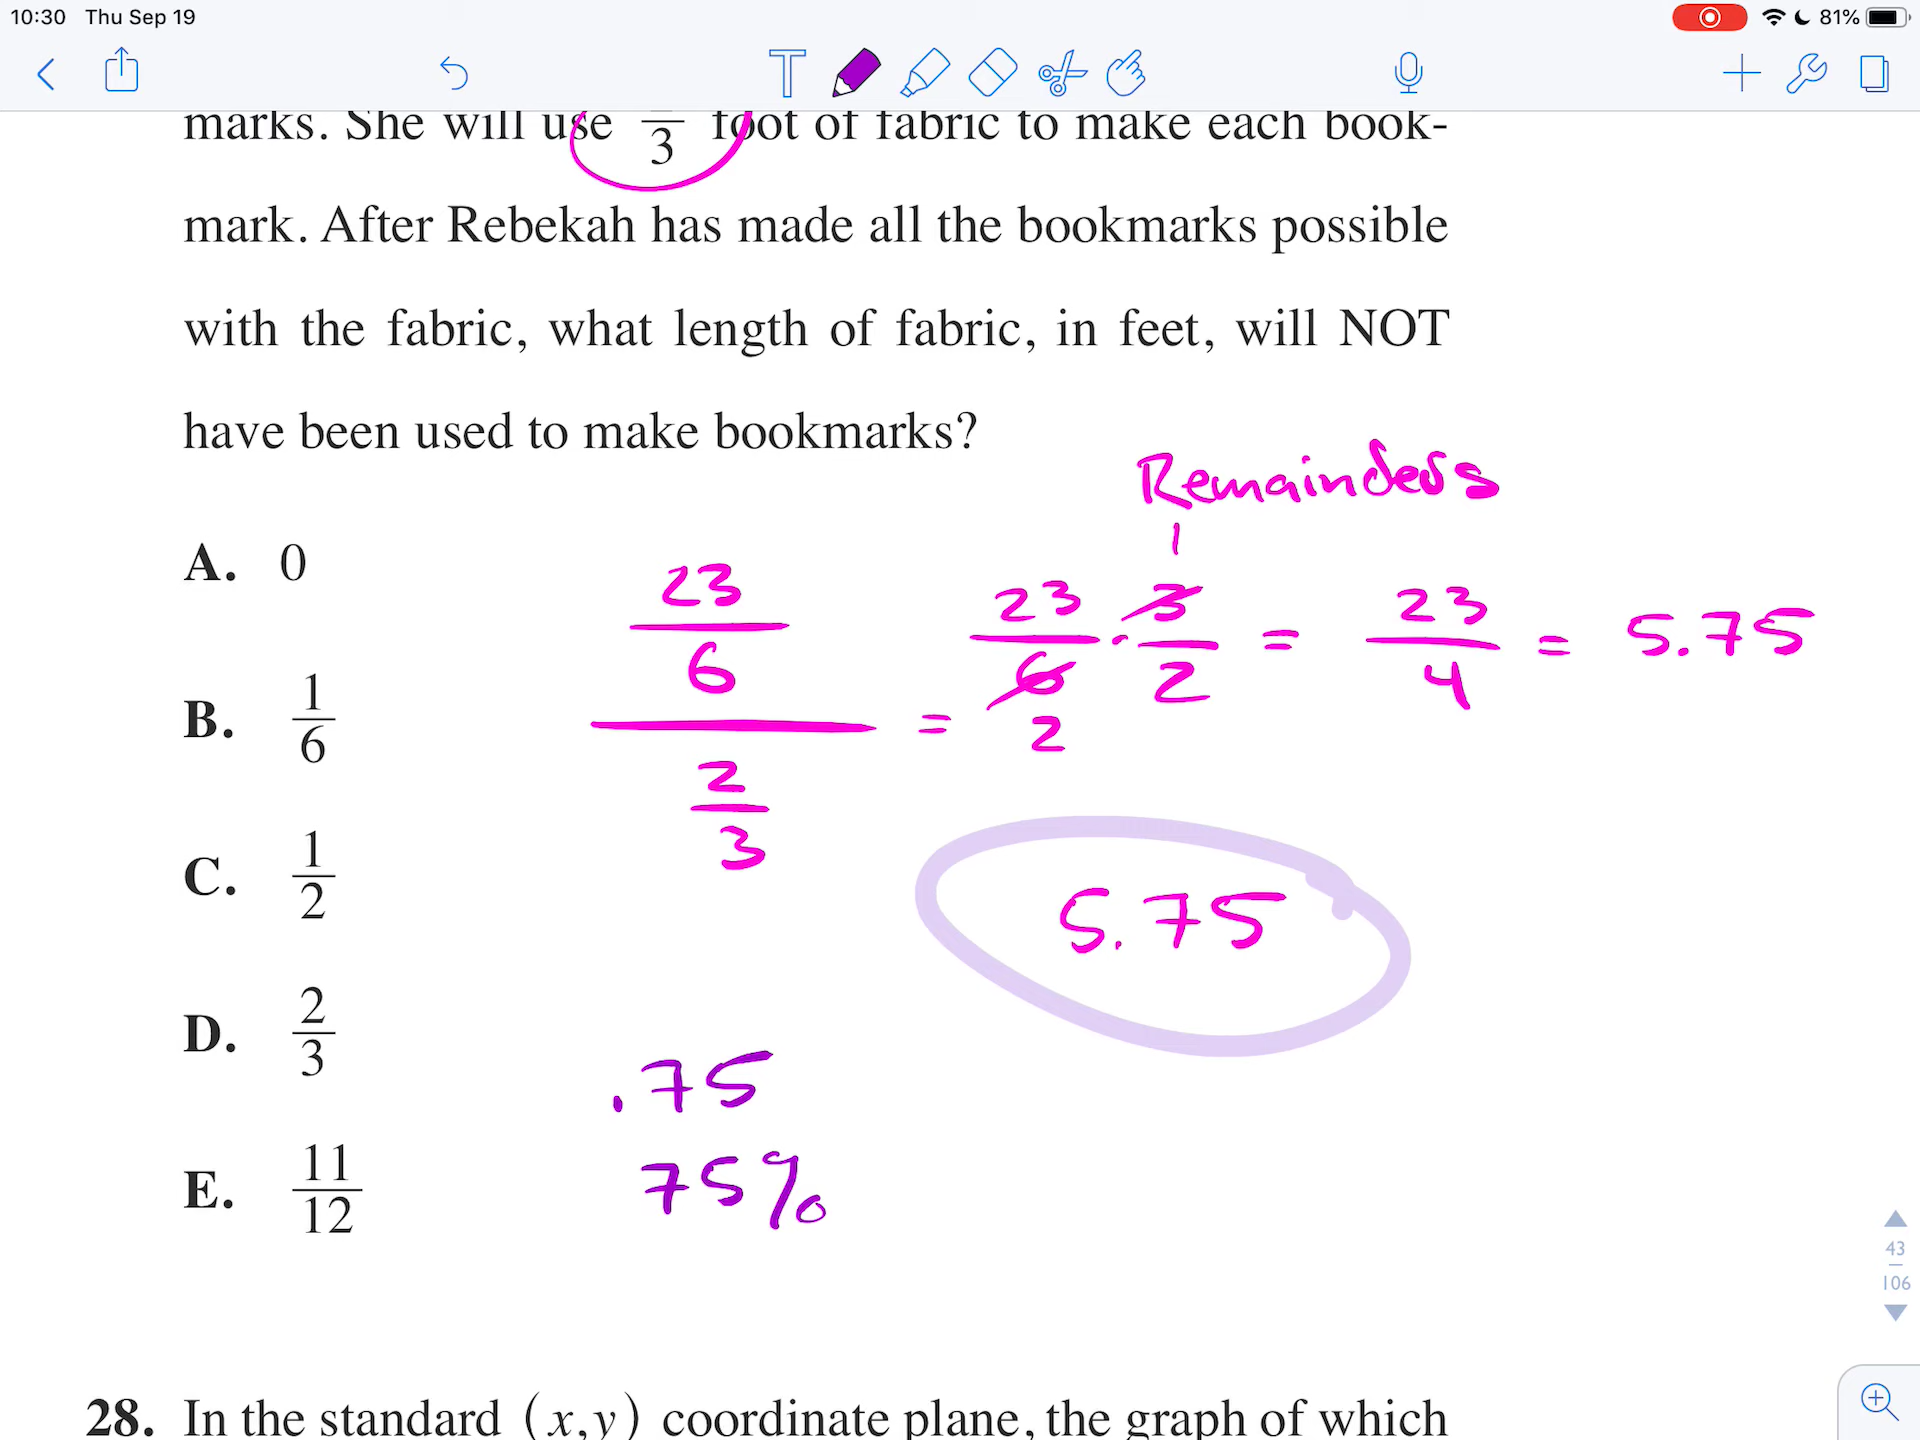 10:30 Thu Sep 19 81%
T
marks. She will use /3 foot of fabric to make each book-
mark. After Rebekah has made all the bookmarks possible
with the fabric, what length of fabric, in feet, will NOT
have been used to make bookmarks?
Remainders
A. 0
23/6 / 2/3 = 23/6 · 3/2 = 23/4 = 5.75
1
2
B. 1/6
C. 1/2
5.75
D. 2/3
.75
E. 11/12
75%
43
106
28. In the standard (x,y) coordinate plane, the graph of which